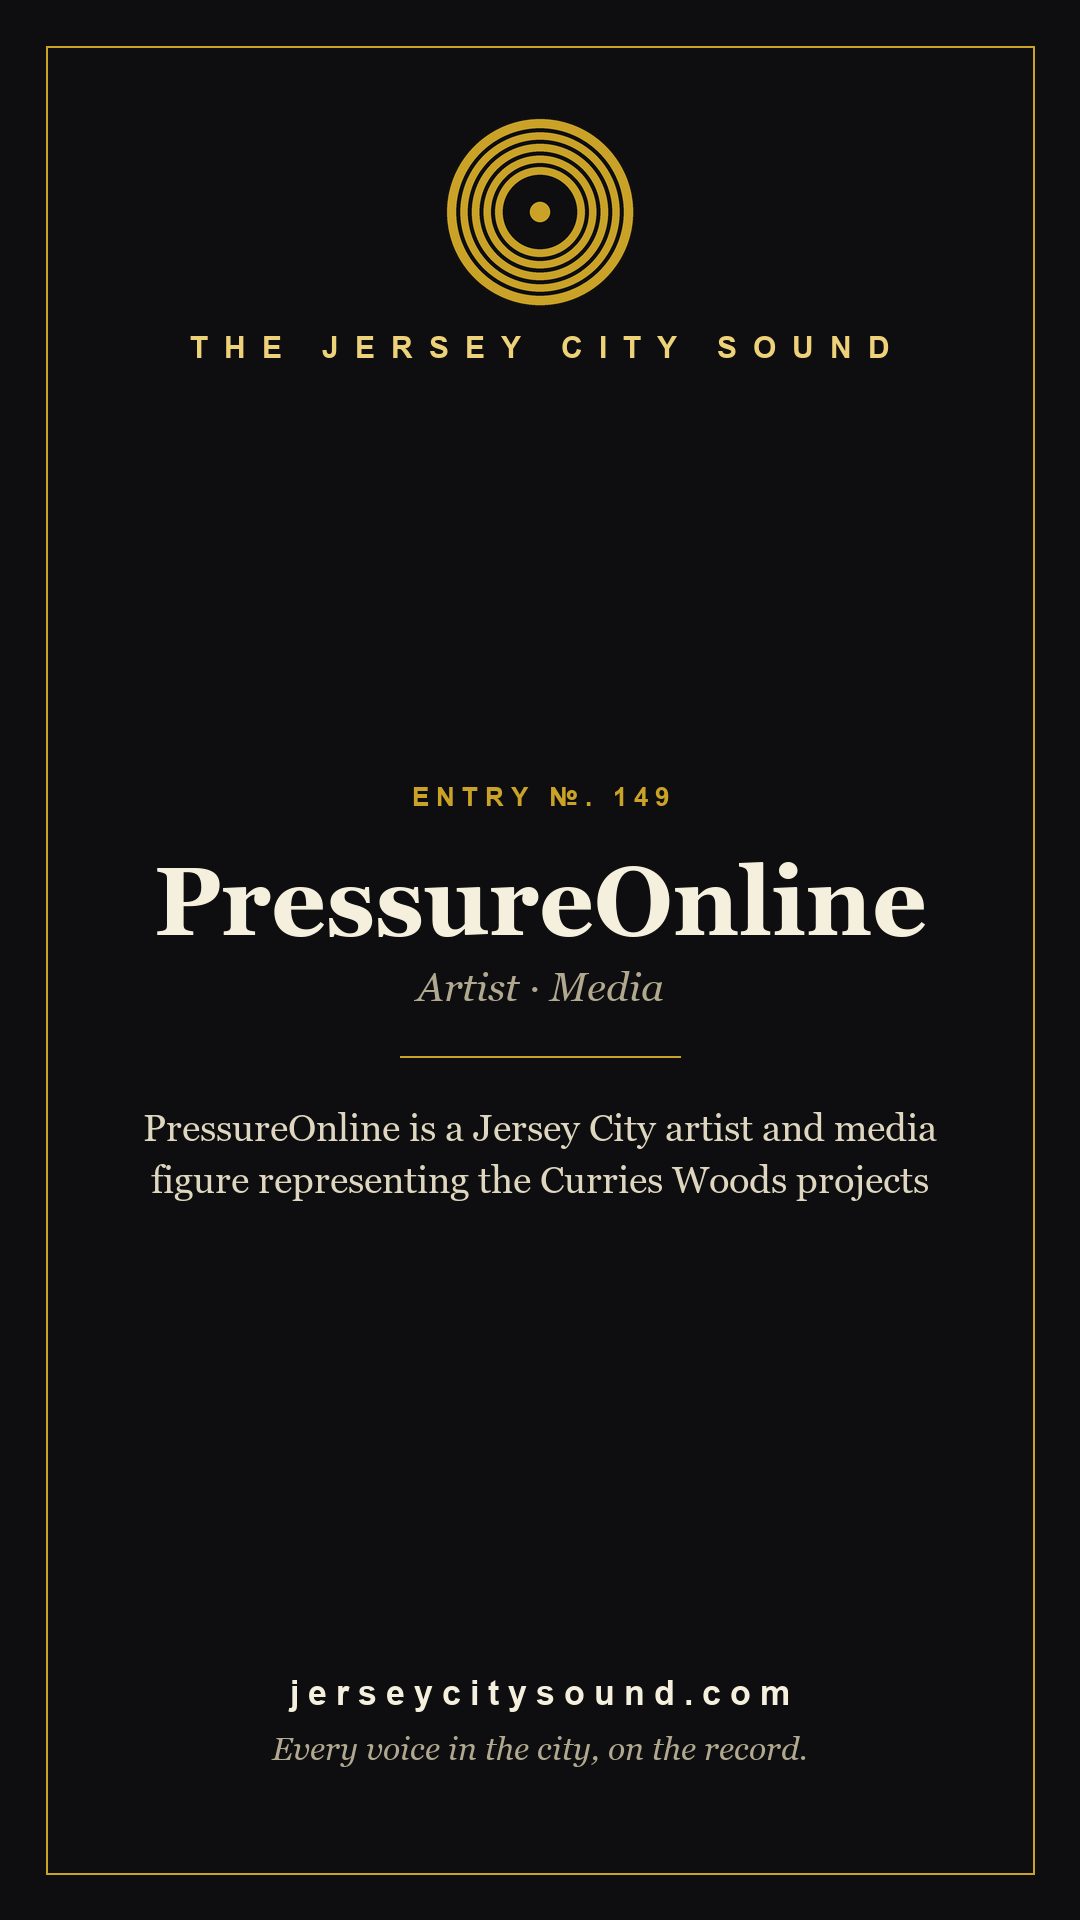 THE JERSEY CITY SOUND
ENTRY №. 149
PressureOnline
Artist · Media
PressureOnline is a Jersey City artist and media
figure representing the Curries Woods projects
jerseycitysound.com
Every voice in the city, on the record.